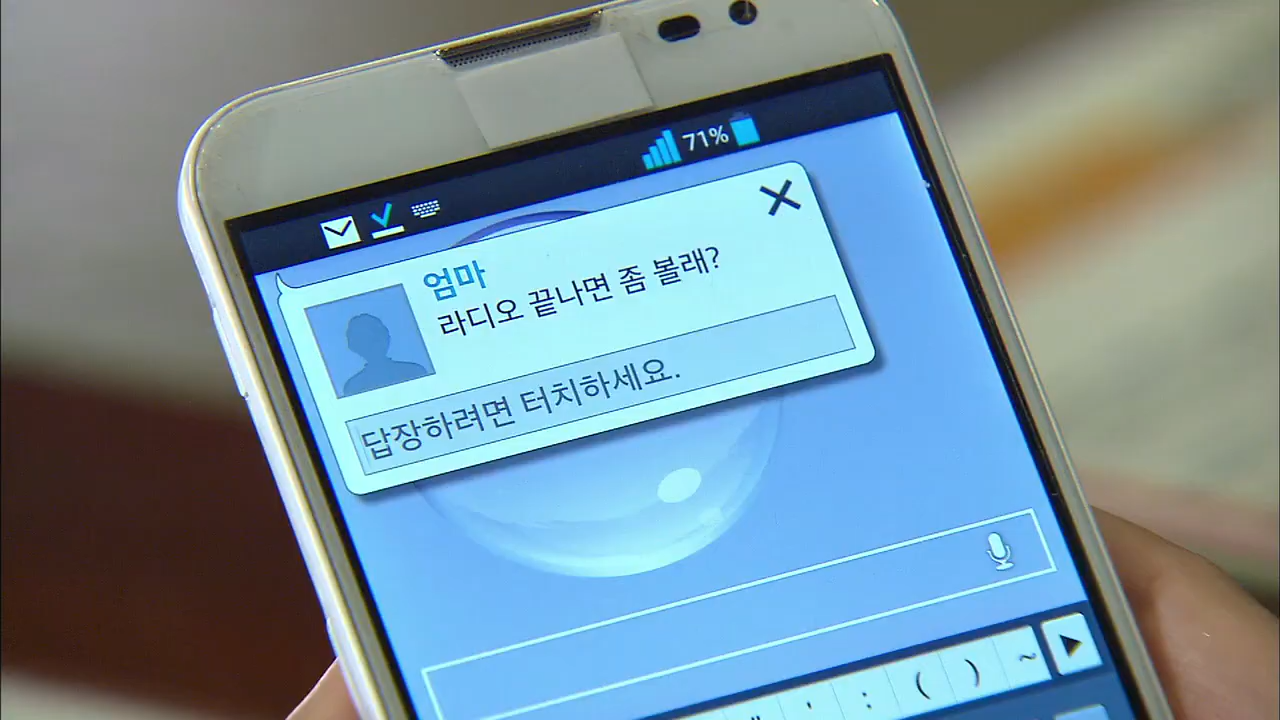 71%
엄마
라디오 끝나면 좀 볼래?
답장하려면 터치하세요.
' : ( ) ~